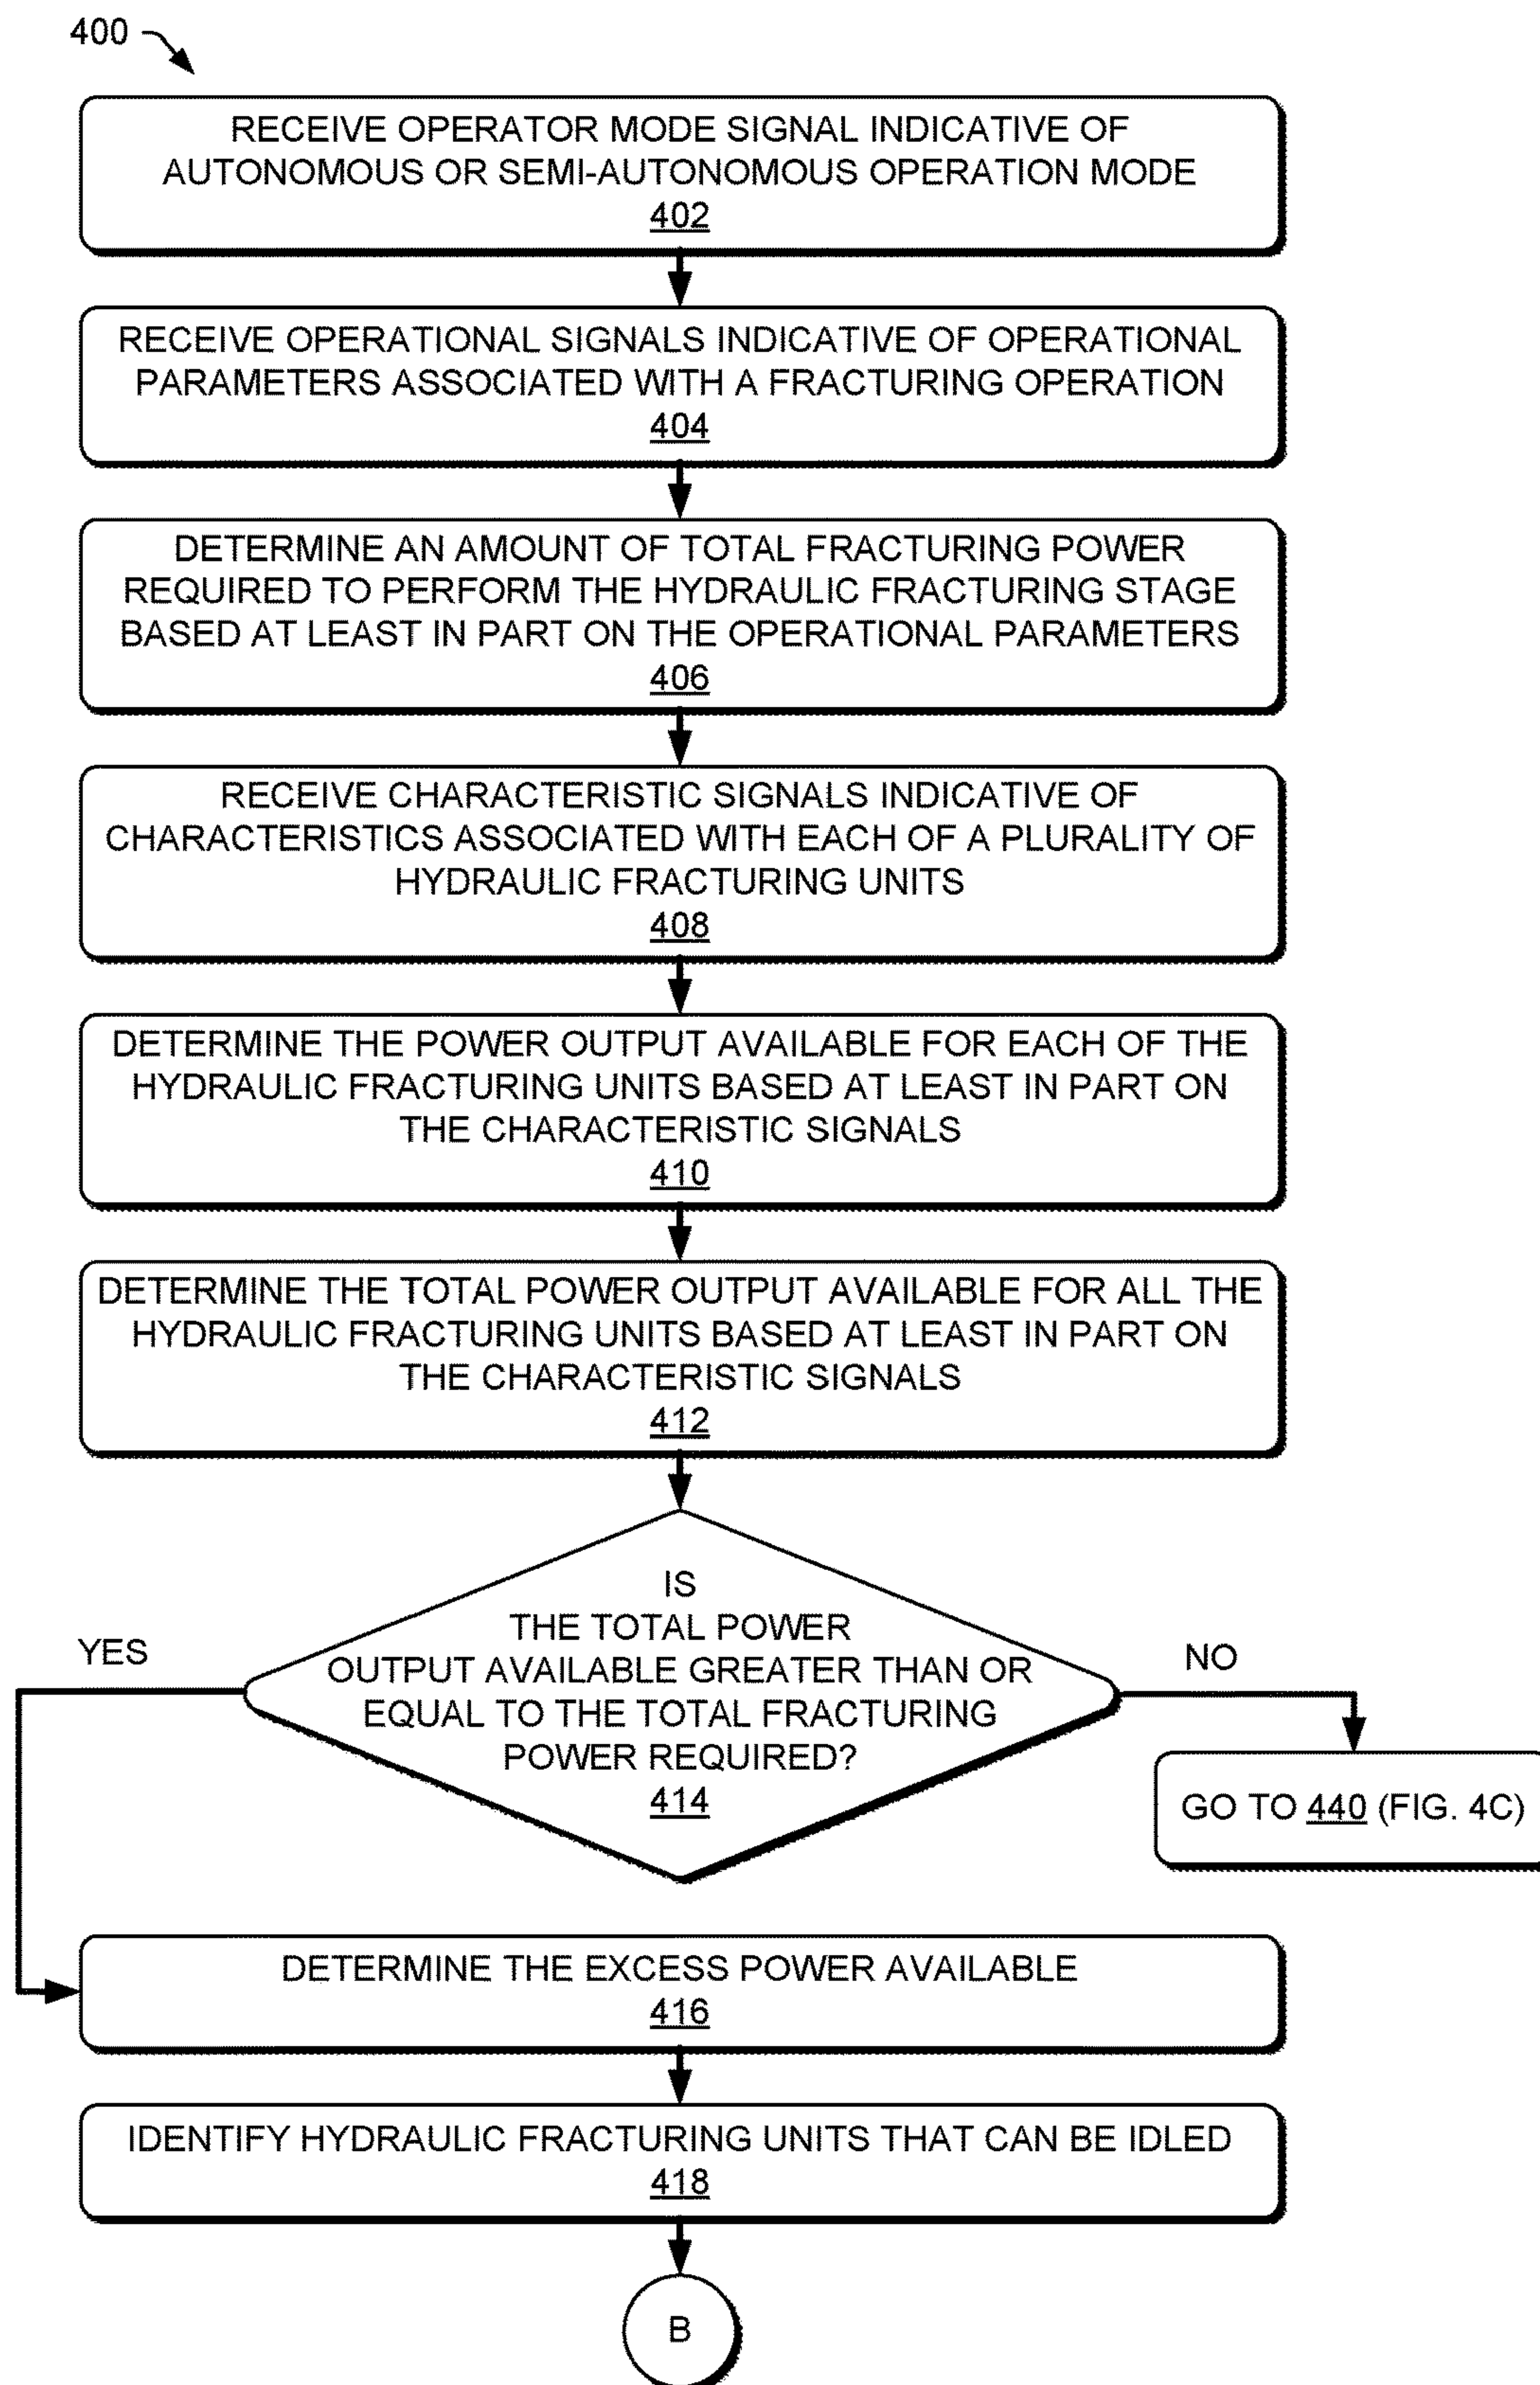 400
RECEIVE OPERATOR MODE SIGNAL INDICATIVE OF
AUTONOMOUS OR SEMI-AUTONOMOUS OPERATION MODE
402
RECEIVE OPERATIONAL SIGNALS INDICATIVE OF OPERATIONAL
PARAMETERS ASSOCIATED WITH A FRACTURING OPERATION
404
DETERMINE AN AMOUNT OF TOTAL FRACTURING POWER
REQUIRED TO PERFORM THE HYDRAULIC FRACTURING STAGE
BASED AT LEAST IN PART ON THE OPERATIONAL PARAMETERS
406
RECEIVE CHARACTERISTIC SIGNALS INDICATIVE OF
CHARACTERISTICS ASSOCIATED WITH EACH OF A PLURALITY OF
HYDRAULIC FRACTURING UNITS
408
DETERMINE THE POWER OUTPUT AVAILABLE FOR EACH OF THE
HYDRAULIC FRACTURING UNITS BASED AT LEAST IN PART ON
THE CHARACTERISTIC SIGNALS
410
DETERMINE THE TOTAL POWER OUTPUT AVAILABLE FOR ALL THE
HYDRAULIC FRACTURING UNITS BASED AT LEAST IN PART ON
THE CHARACTERISTIC SIGNALS
412
IS
THE TOTAL POWER
OUTPUT AVAILABLE GREATER THAN OR
EQUAL TO THE TOTAL FRACTURING
POWER REQUIRED?
414
YES
NO
GO TO 440 (FIG. 4C)
DETERMINE THE EXCESS POWER AVAILABLE
416
IDENTIFY HYDRAULIC FRACTURING UNITS THAT CAN BE IDLED
418
B